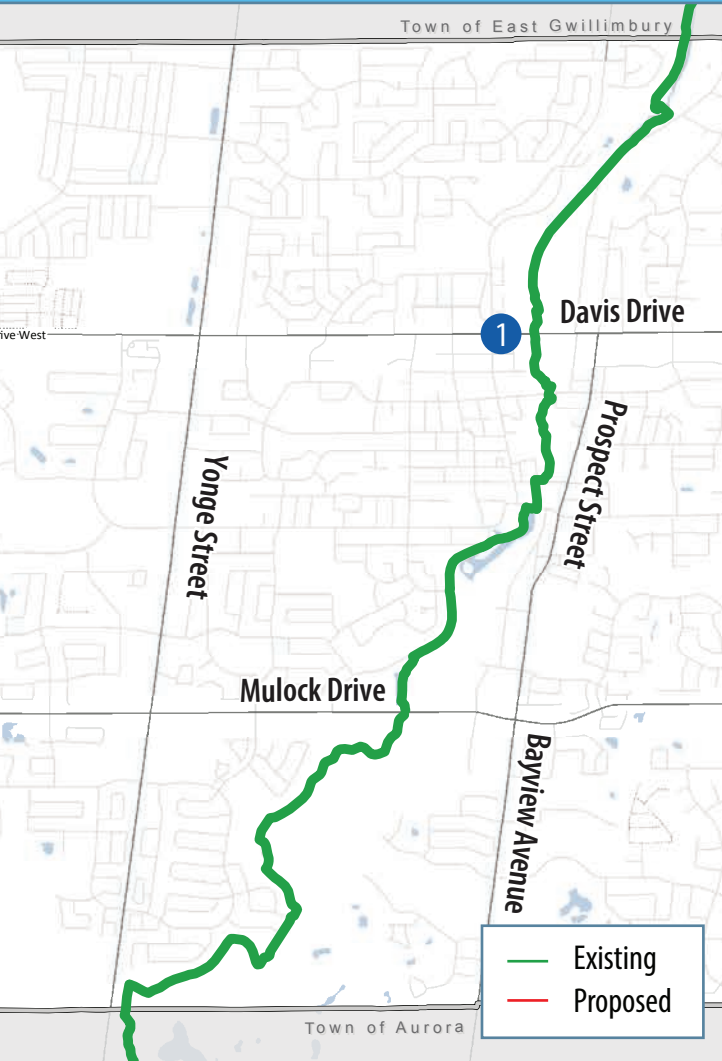 Town of East Gwillimbury
Davis Drive
1
ive West
Prospect Street
Yonge Street
Mulock Drive
Bayview Avenue
Existing
Proposed
Town of Aurora